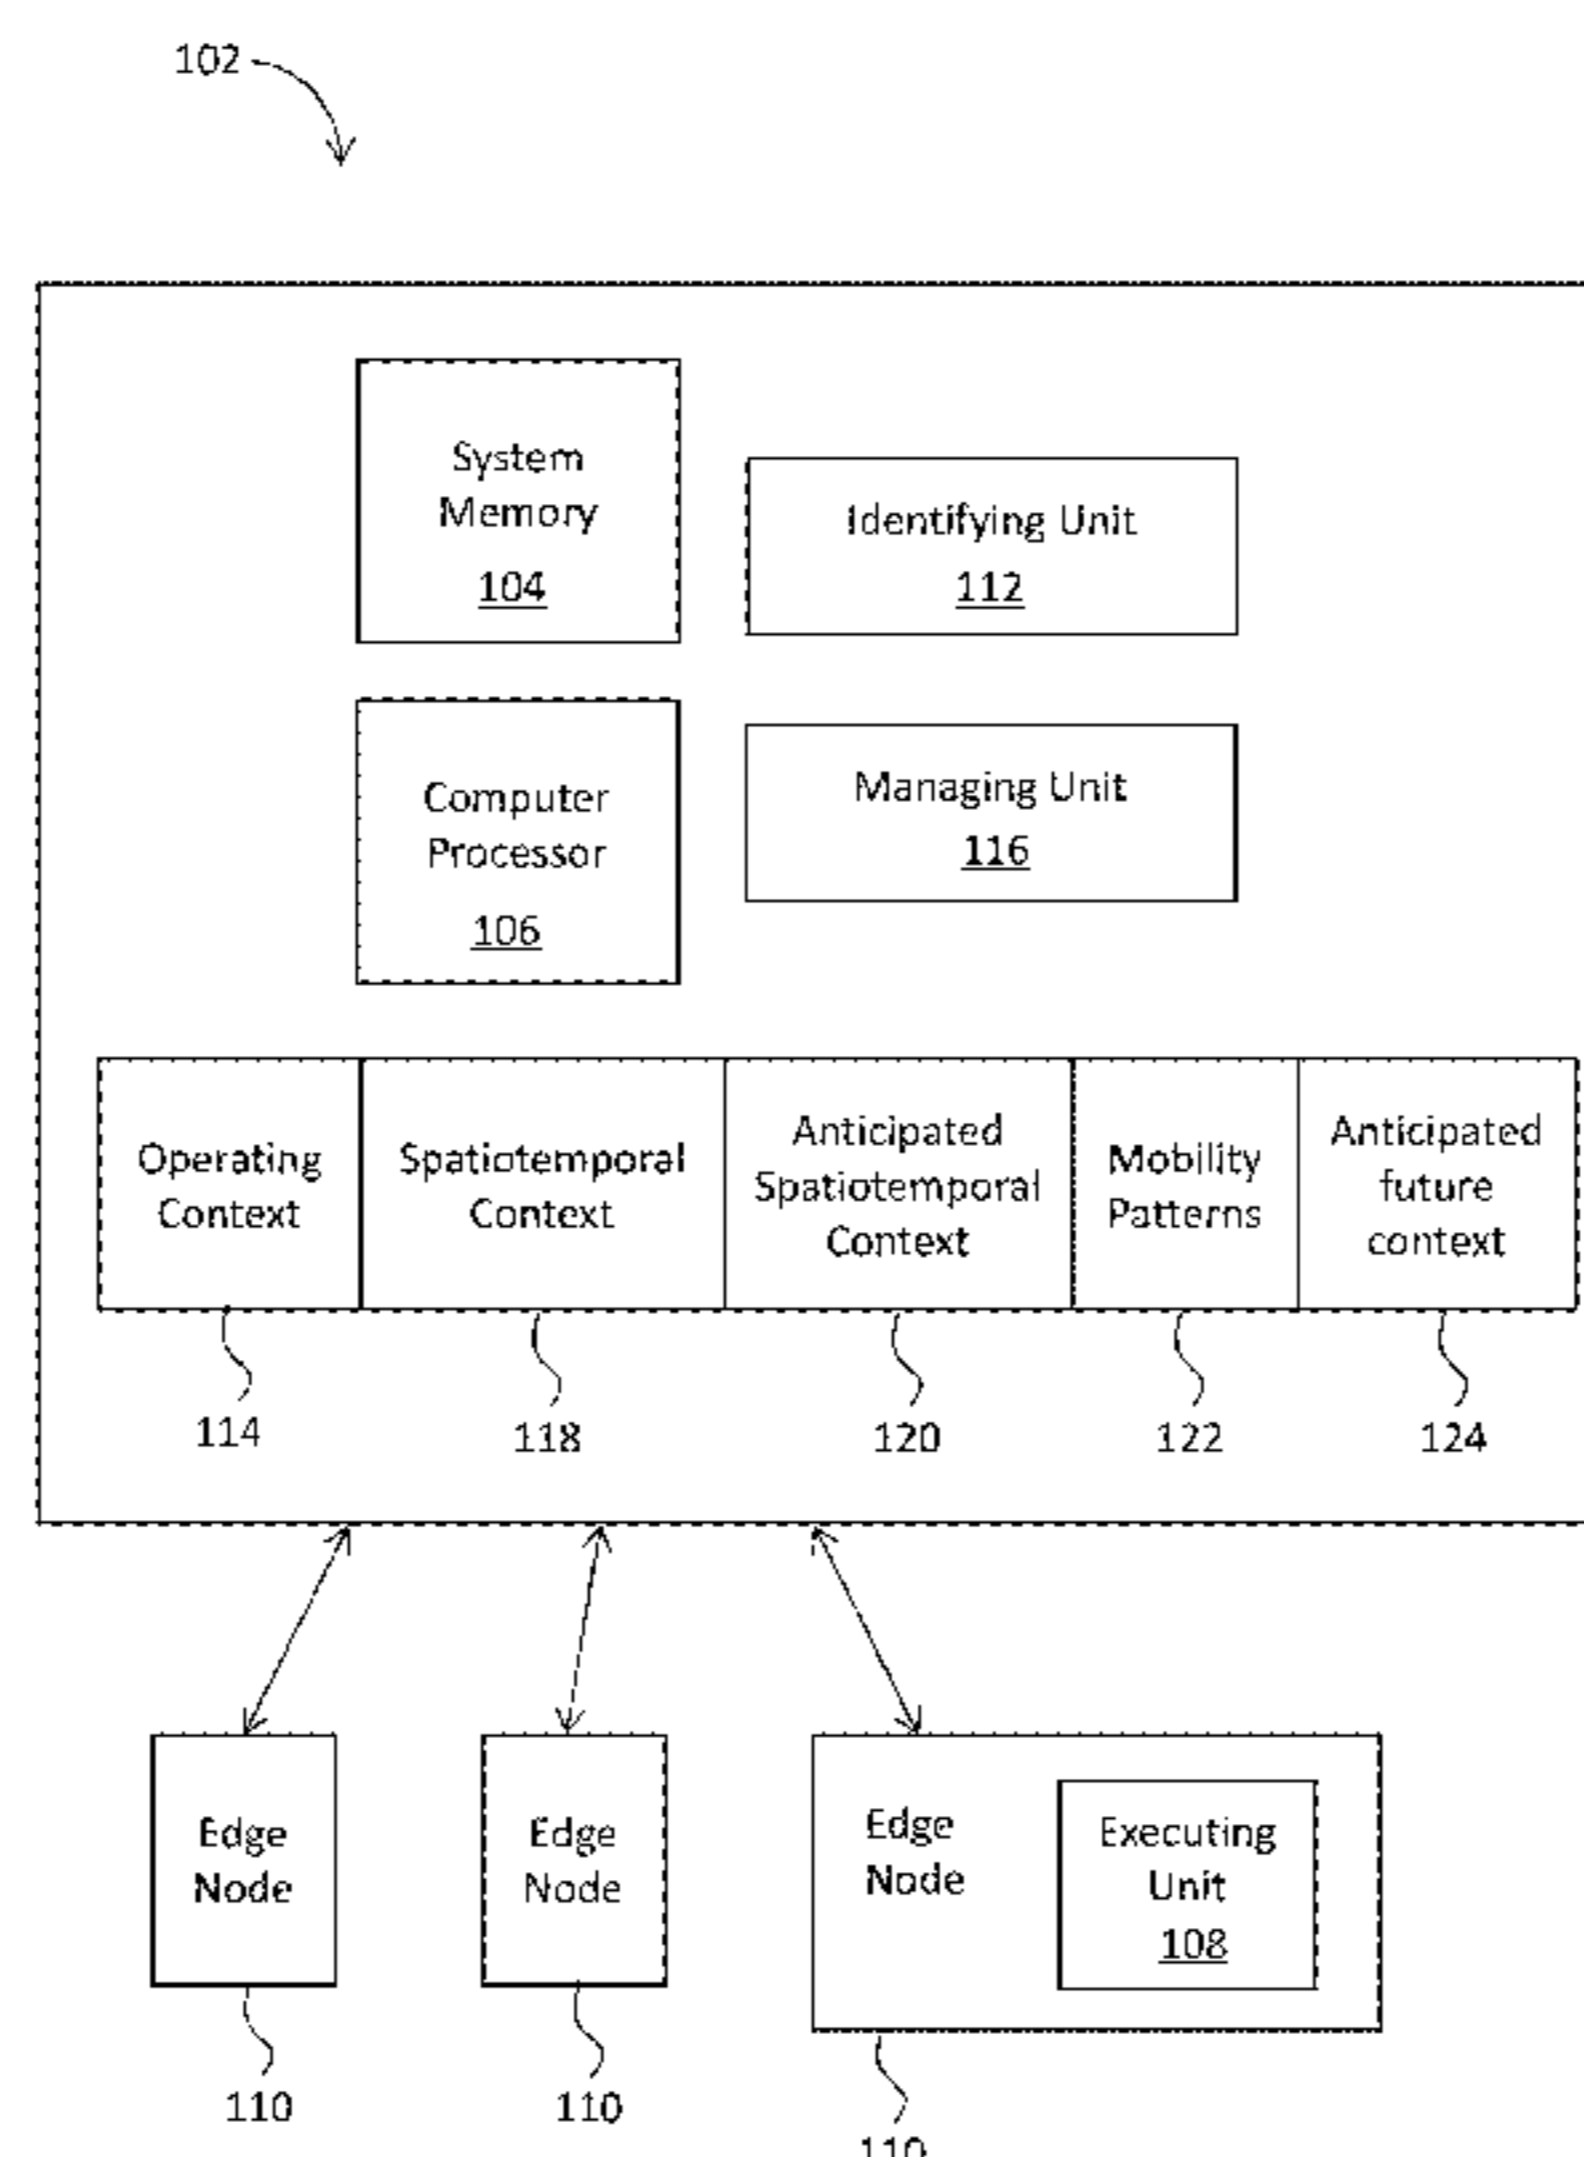 102
System
Memory
104
Identifying Unit
112
Computer
Processor
106
Managing Unit
116
Operating
Context
Spatiotemporal
Context
Anticipated
Spatiotemporal
Context
Mobility
Patterns
Anticipated
future
context
114
118
120
122
124
Edge
Node
Edge
Node
Edge
Node
Executing
Unit
108
110
110
110